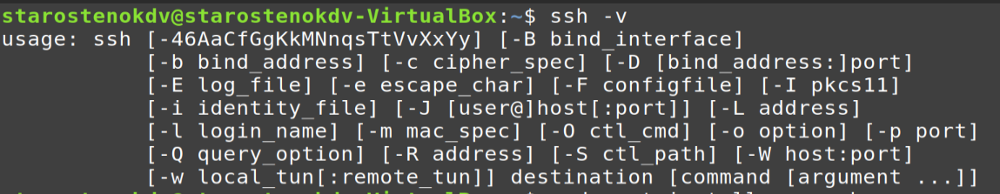 starostenokdv@starostenokdv-VirtualBox:~$ ssh -v
usage: ssh [-46AaCfGgKkMNnqsTtVvXxYy] [-B bind_interface]
           [-b bind_address] [-c cipher_spec] [-D [bind_address:]port]
           [-E log_file] [-e escape_char] [-F configfile] [-I pkcs11]
           [-i identity_file] [-J [user@]host[:port]] [-L address]
           [-l login_name] [-m mac_spec] [-O ctl_cmd] [-o option] [-p port]
           [-Q query_option] [-R address] [-S ctl_path] [-W host:port]
           [-w local_tun[:remote_tun]] destination [command [argument ...]]